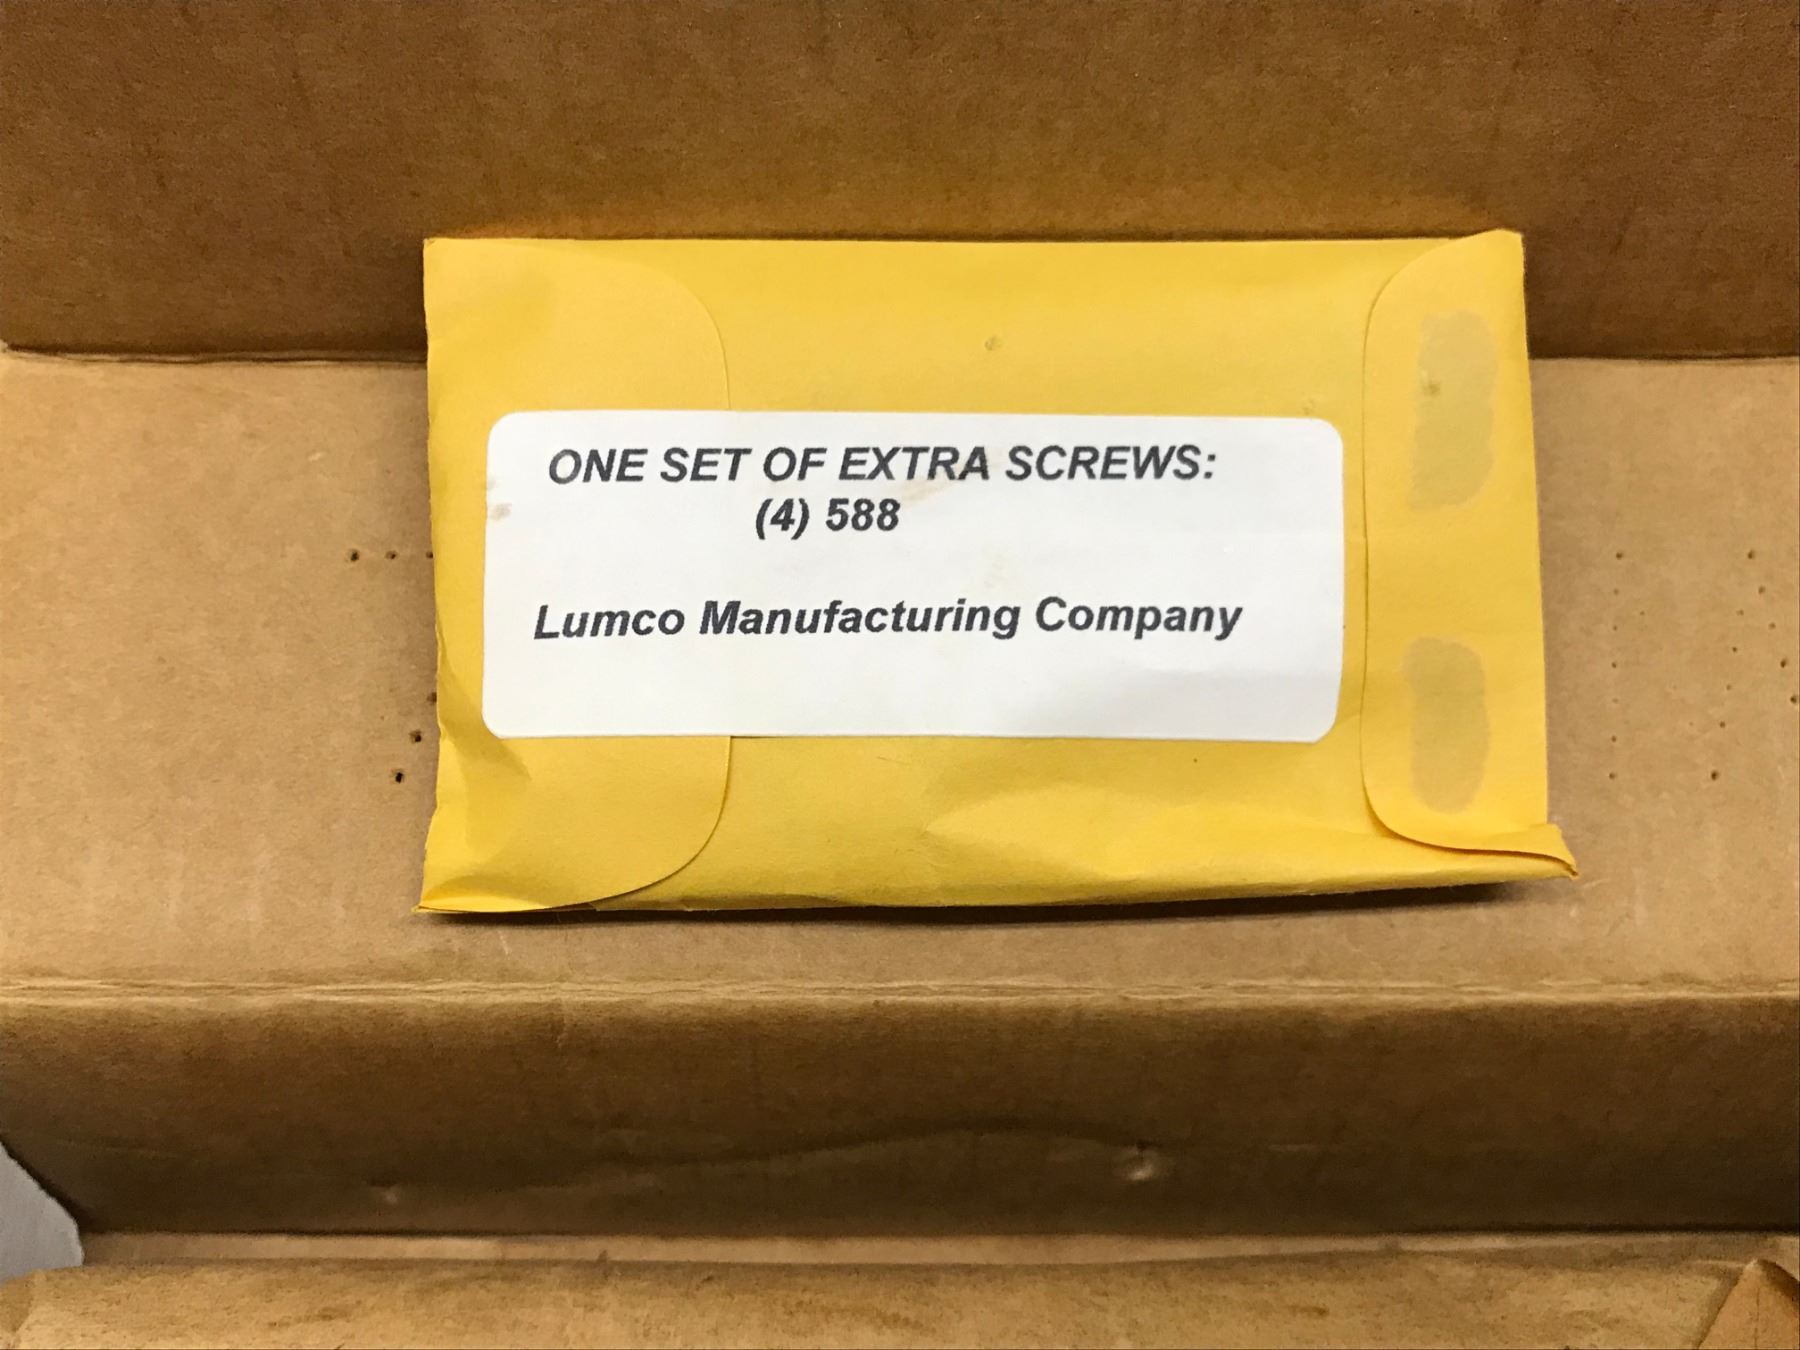 ONE SET OF EXTRA SCREWS:
(4) 588
Lumco Manufacturing Company